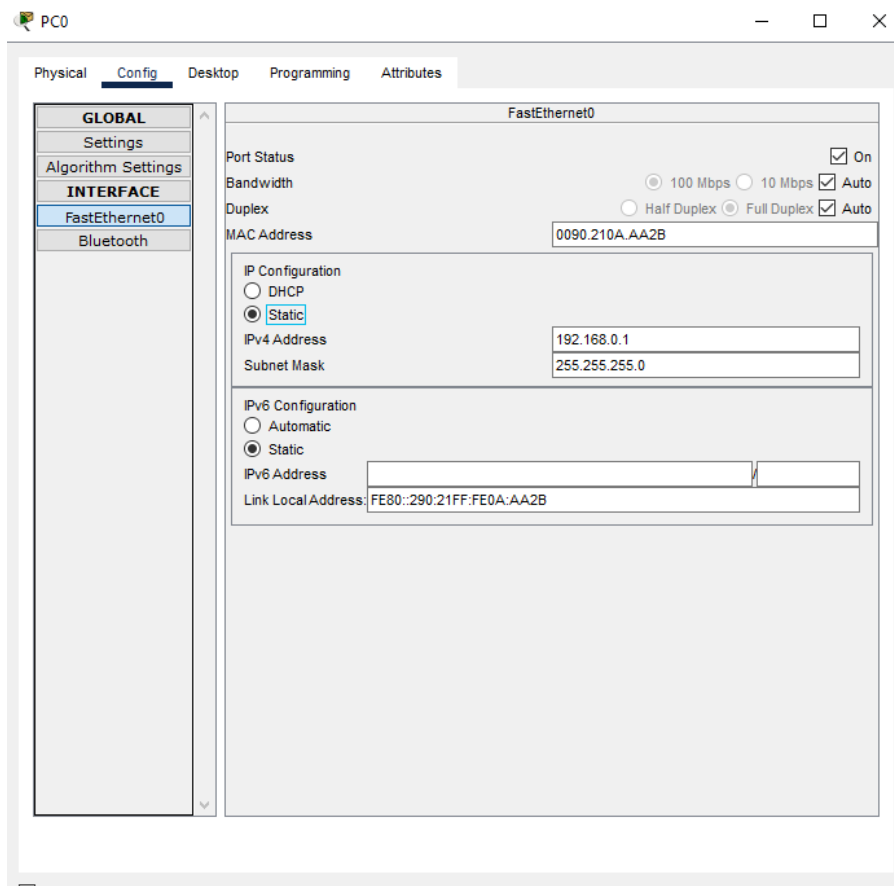 PC0
Physical Config Desktop Programming Attributes
GLOBAL
Settings
Algorithm Settings
INTERFACE
FastEthernet0
Bluetooth
FastEthernet0
Port Status On
Bandwidth 100 Mbps 10 Mbps Auto
Duplex Half Duplex Full Duplex Auto
MAC Address 0090.210A.AA2B
IP Configuration
DHCP
Static
IPv4 Address 192.168.0.1
Subnet Mask 255.255.255.0
IPv6 Configuration
Automatic
Static
IPv6 Address /
Link Local Address: FE80::290:21FF:FE0A:AA2B